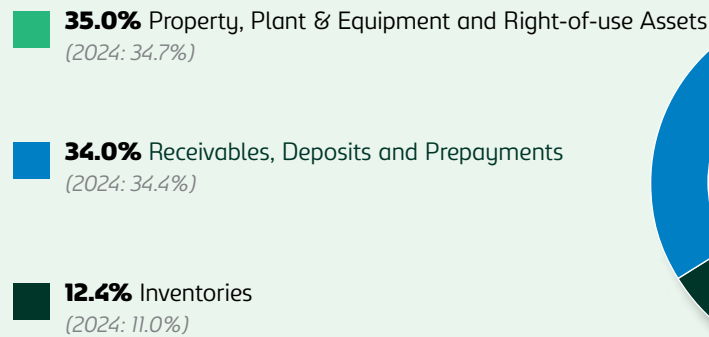 35.0% Property, Plant & Equipment and Right-of-use Assets
(2024: 34.7%)
34.0% Receivables, Deposits and Prepayments
(2024: 34.4%)
12.4% Inventories
(2024: 11.0%)